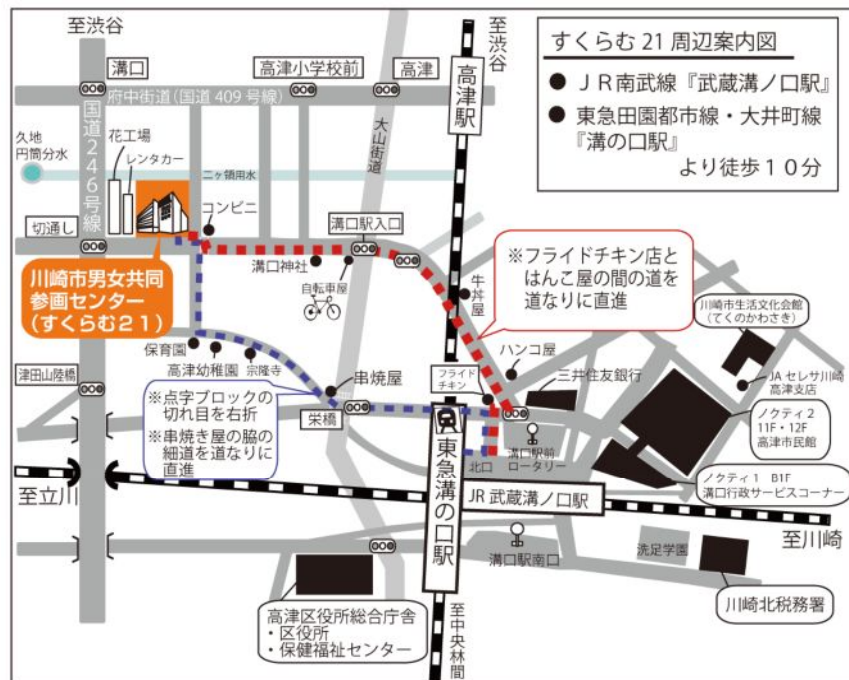 至渋谷
溝口
高津小学校前
高津
至渋谷
高津駅
すくらむ21周辺案内図
● JR南武線『武蔵溝ノ口駅』
● 東急田園都市線・大井町線
『溝の口駅』
より徒歩10分
府中街道(国道409号線)
国道246号線
大山街道
久地
円筒分水
花工場
レンタカー
二ヶ領用水
コンビニ
切通し
溝口駅入口
溝口神社
自転車屋
川崎市男女共同
参画センター
(すくらむ21)
※フライドチキン店と
はんこ屋の間の道を
道なりに直進
牛丼屋
川崎市生活文化会館
(てくのかわさき)
保育園
高津幼稚園
宗隆寺
串焼屋
ハンコ屋
フライド
チキン
三井住友銀行
JAセレサ川崎
高津支店
津田山陸橋
※点字ブロックの
切れ目を右折
※串焼き屋の脇の
細道を道なりに
直進
栄橋
ノクティ2
11F・12F
高津市民館
北口
溝口駅前
ロータリー
東急溝の口駅
ノクティ1 B1F
溝口行政サービスコーナー
至立川
JR武蔵溝ノ口駅
至川崎
溝口駅南口
洗足学園
川崎北税務署
高津区役所総合庁舎
・区役所
・保健福祉センター
至中央林間